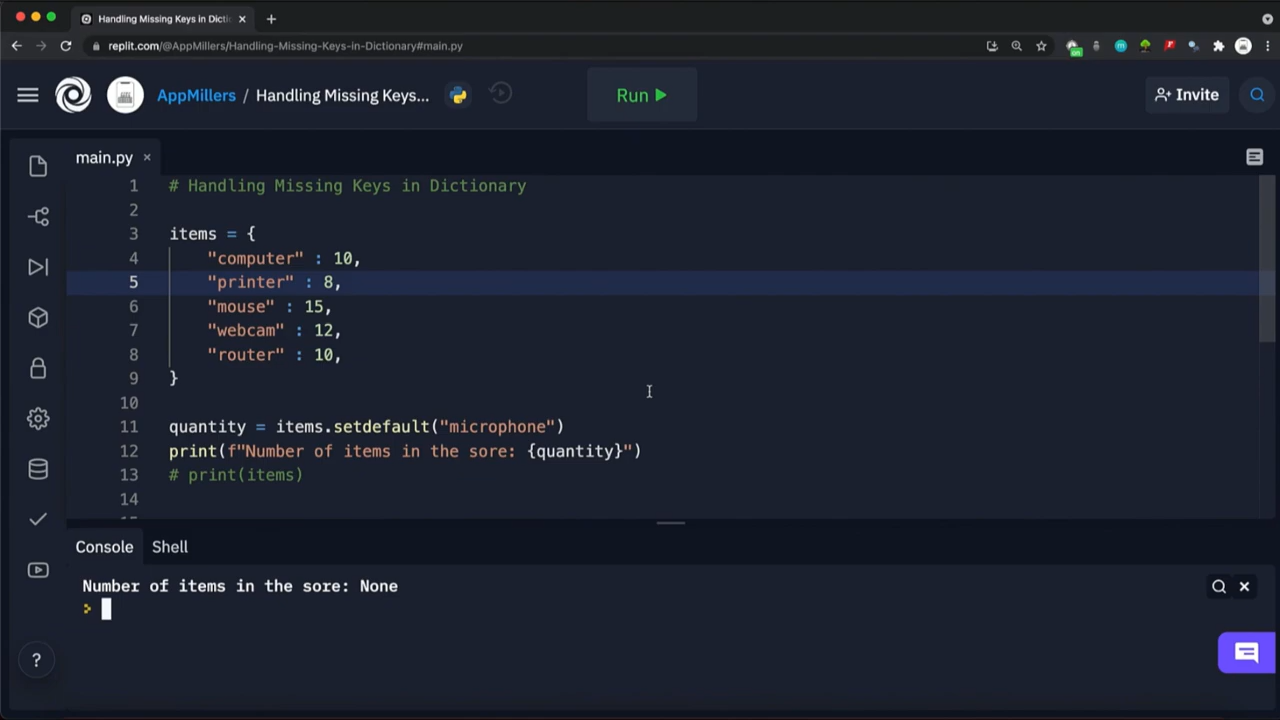 Handling Missing Keys in Dictic
replit.com/@AppMillers/Handling-Missing-Keys-in-Dictionary#main.py
on
AppMillers / Handling Missing Keys...
Run
Invite
main.py
1 # Handling Missing Keys in Dictionary
2
3 items = {
4 "computer" : 10,
5 "printer" : 8,
6 "mouse" : 15,
7 "webcam" : 12,
8 "router" : 10,
9 }
10
11 quantity = items.setdefault("microphone")
12 print(f"Number of items in the sore: {quantity}")
13 # print(items)
14
Console Shell
Number of items in the sore: None
>
?